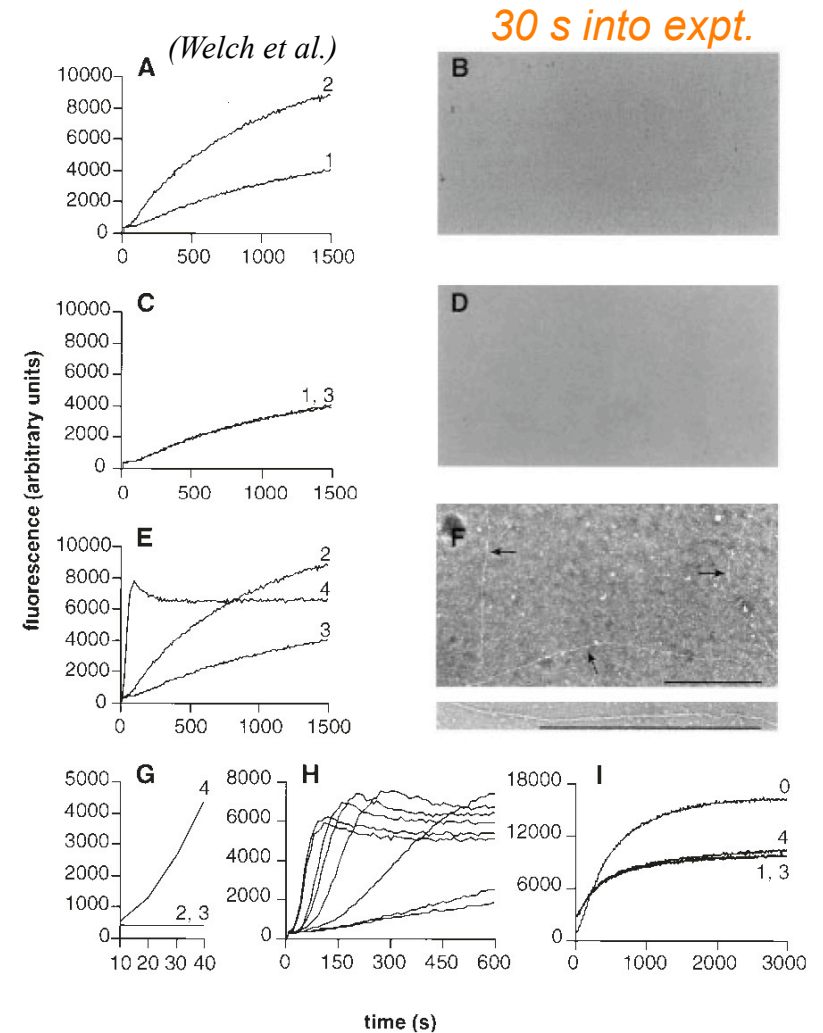 (Welch et al.)
30 s into expt.
A
10000
8000
6000
4000
2000
0
2
1
0 500 1000 1500
B
C
10000
8000
6000
4000
2000
0
1, 3
0 500 1000 1500
D
fluorescence (arbitrary units)
E
10000
8000
6000
4000
2000
0
2
4
3
0 500 1000 1500
F
G
5000
4000
3000
2000
1000
0
4
2, 3
10 20 30 40
H
8000
6000
4000
2000
0
0 150 300 450 600
I
18000
12000
6000
0
0
4
1, 3
0 1000 2000 3000
time (s)